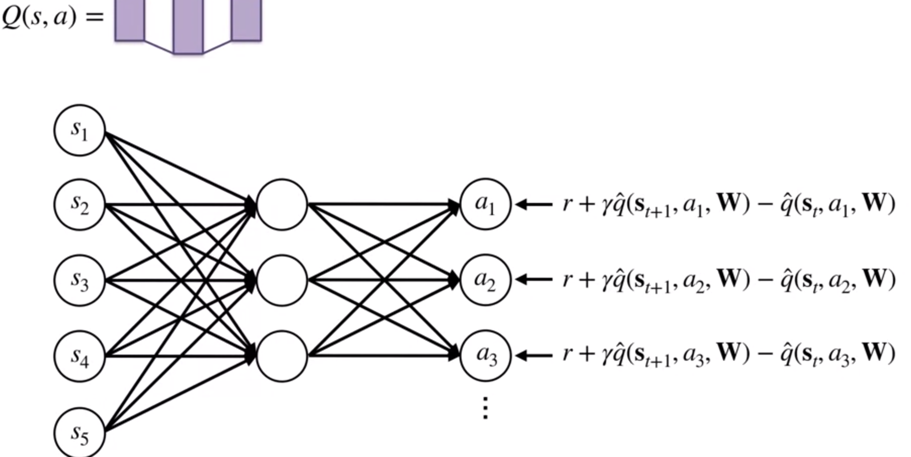 Q(s, a) =
s₁
s₂
a₁ r + γq̂(𝐬ₜ₊₁, a₁, 𝐖) − q̂(𝐬ₜ, a₁, 𝐖)
s₃
a₂ r + γq̂(𝐬ₜ₊₁, a₂, 𝐖) − q̂(𝐬ₜ, a₂, 𝐖)
s₄
a₃ r + γq̂(𝐬ₜ₊₁, a₃, 𝐖) − q̂(𝐬ₜ, a₃, 𝐖)
⋮
s₅